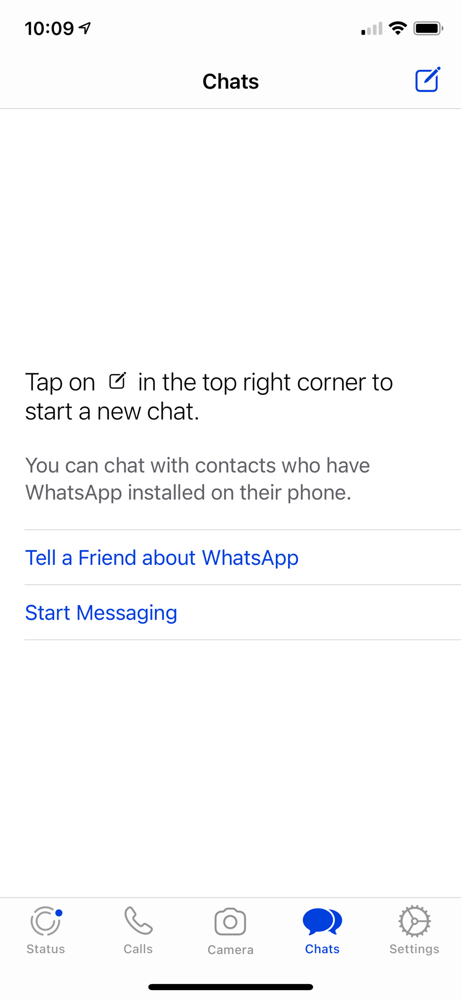 10:09
Chats
Tap on in the top right corner to
start a new chat.
You can chat with contacts who have
WhatsApp installed on their phone.
Tell a Friend about WhatsApp
Start Messaging
Status Calls Camera Chats Settings